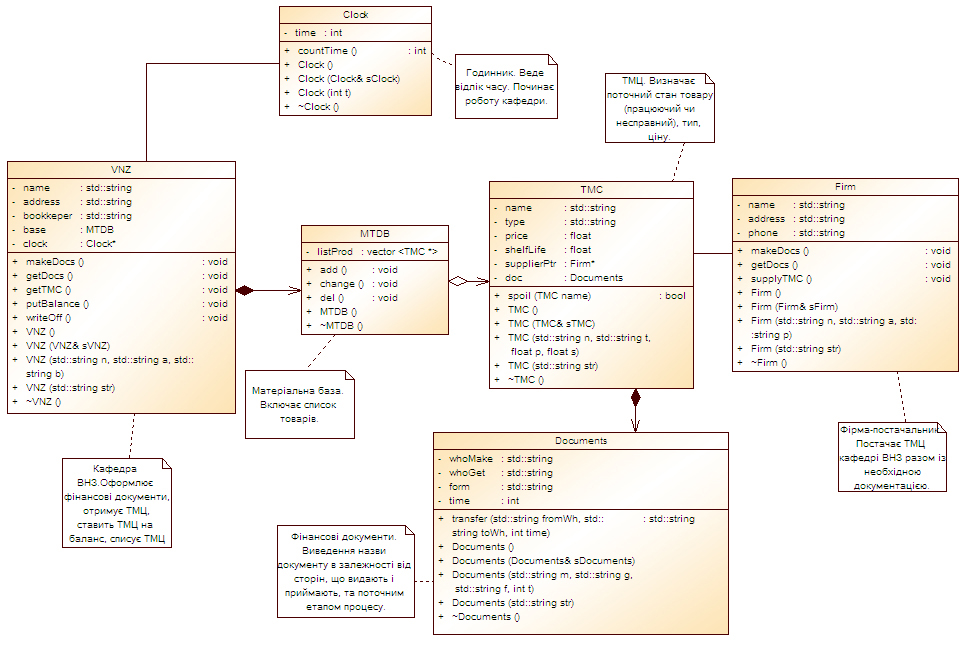 Clock
- time : int
+ countTime () : int
+ Clock ()
+ Clock (Clock& sClock)
+ Clock (int t)
+ ~Clock ()
Годинник. Веде
відлік часу. Починає
роботу кафедри.
ТМЦ. Визначає
поточний стан товару
(працюючий чи
несправний), тип,
ціну.
VNZ
- name : std::string
- address : std::string
- bookkeper : std::string
- base : MTDB
- clock : Clock*
+ makeDocs () : void
+ getDocs () : void
+ getTMC () : void
+ putBalance () : void
+ writeOff () : void
+ VNZ ()
+ VNZ (VNZ& sVNZ)
+ VNZ (std::string n, std::string a, std::
string b)
+ VNZ (std::string str)
+ ~VNZ ()
MTDB
- listProd : vector <TMC *>
+ add () : void
+ change () : void
+ del () : void
+ MTDB ()
+ ~MTDB ()
TMC
- name : std::string
- type : std::string
- price : float
- shelfLife : float
- supplierPtr : Firm*
- doc : Documents
+ spoil (TMC name) : bool
+ TMC ()
+ TMC (TMC& sTMC)
+ TMC (std::string n, std::string t,
float p, float s)
+ TMC (std::string str)
+ ~TMC ()
Firm
- name : std::string
- address : std::string
- phone : std::string
+ makeDocs () : void
+ getDocs () : void
+ supplyTMC () : void
+ Firm ()
+ Firm (Firm& sFirm)
+ Firm (std::string n, std::string a, std:
:string p)
+ Firm (std::string str)
+ ~Firm ()
Матеріальна база.
Включає список
товарів.
Кафедра
ВНЗ.Оформлює
фінансові документи,
отримує ТМЦ,
ставить ТМЦ на
баланс, списує ТМЦ
Фірма-постачальник
Постачає ТМЦ
кафедрі ВНЗ разом із
необхідною
документацією.
Documents
- whoMake : std::string
- whoGet : std::string
- form : std::string
- time : int
+ transfer (std::string fromWh, std:: : std::string
string toWh, int time)
+ Documents ()
+ Documents (Documents& sDocuments)
+ Documents (std::string m, std::string g,
std::string f, int t)
+ Documents (std::string str)
+ ~Documents ()
Фінансові документи.
Виведення назви
документу в залежності від
сторін, що видають і
приймають, та поточним
етапом процесу.